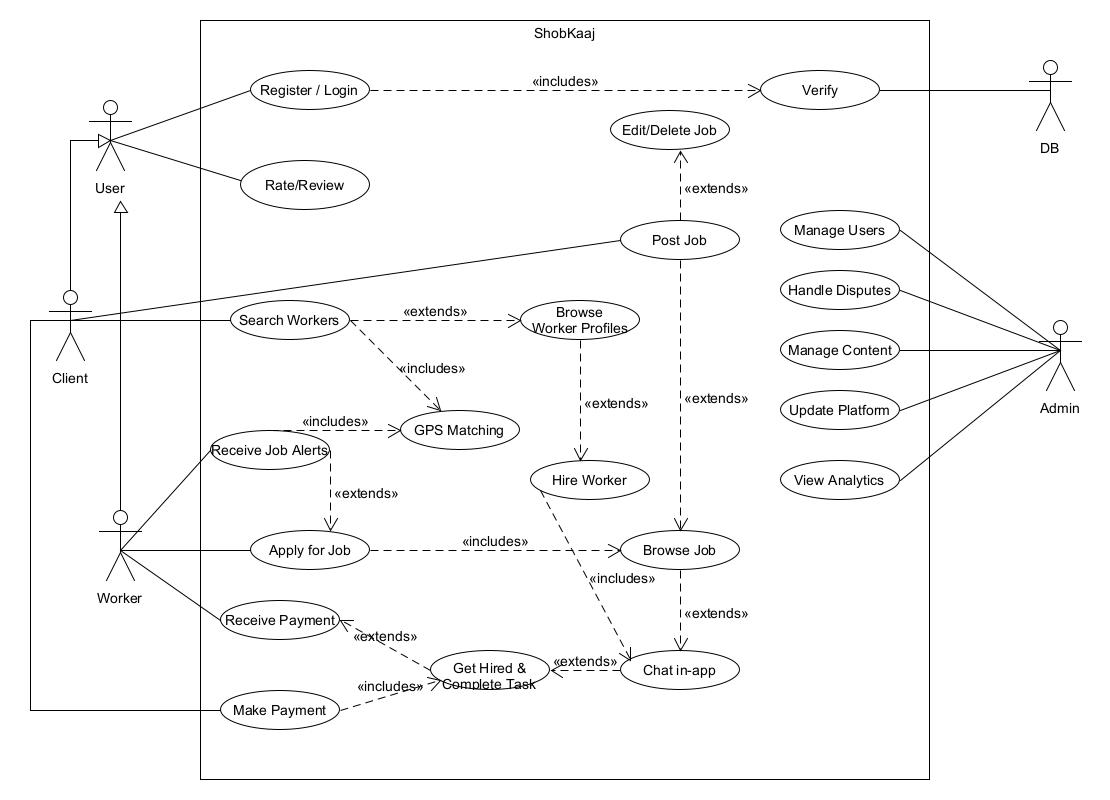 ShobKaaj
Register / Login
«includes»
Verify
DB
User
Edit/Delete Job
Rate/Review
«extends»
Post Job
Manage Users
Handle Disputes
Manage Content
Update Platform
View Analytics
Admin
Client
Search Workers
«extends»
Browse
Worker Profiles
«includes»
«extends»
«extends»
«includes»
GPS Matching
Receive Job Alerts
«extends»
Hire Worker
Worker
Apply for Job
«includes»
Browse Job
«includes»
«extends»
Receive Payment
«extends»
Get Hired &
Complete Task
«extends»
Chat in-app
«includes»
Make Payment